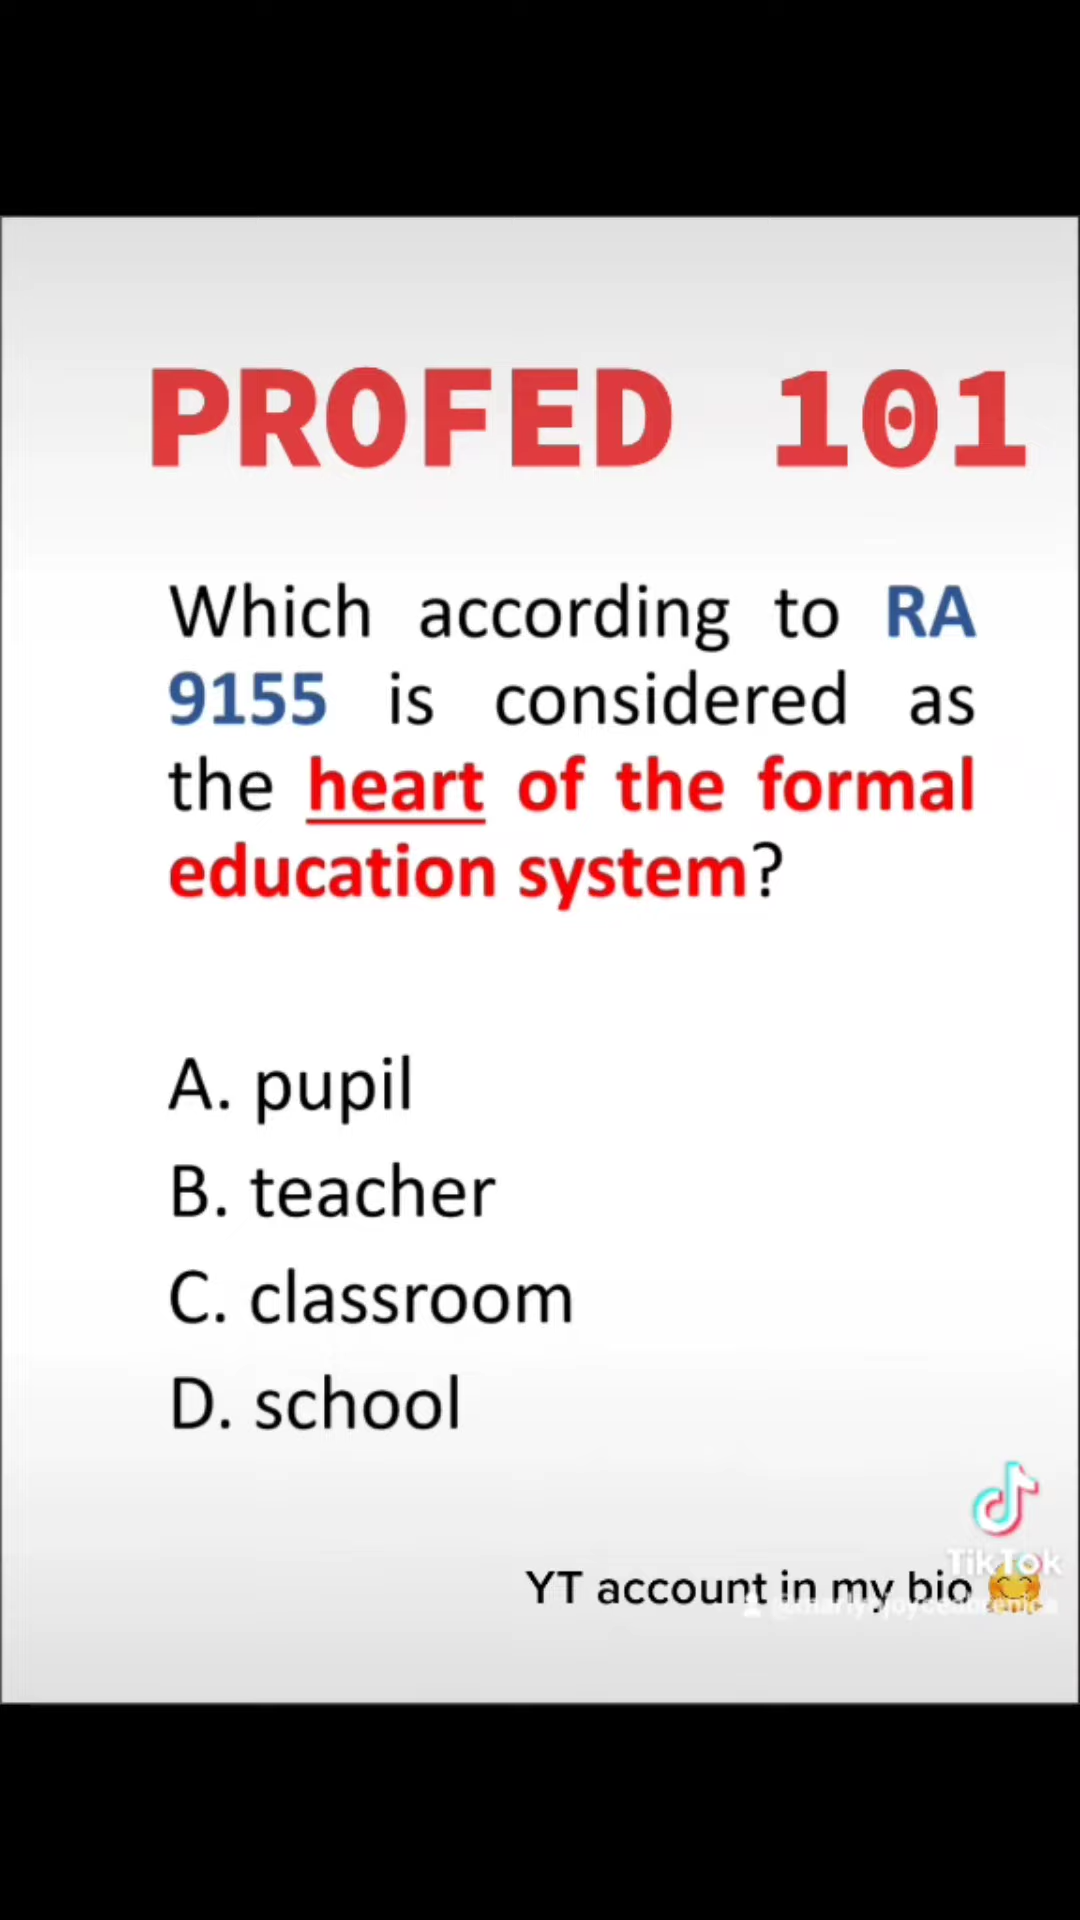 PROFED 101
Which according to RA
9155 is considered as
the heart of the formal
education system?
A. pupil
B. teacher
C. classroom
D. school
TikTok
YT account in my bio 🤗